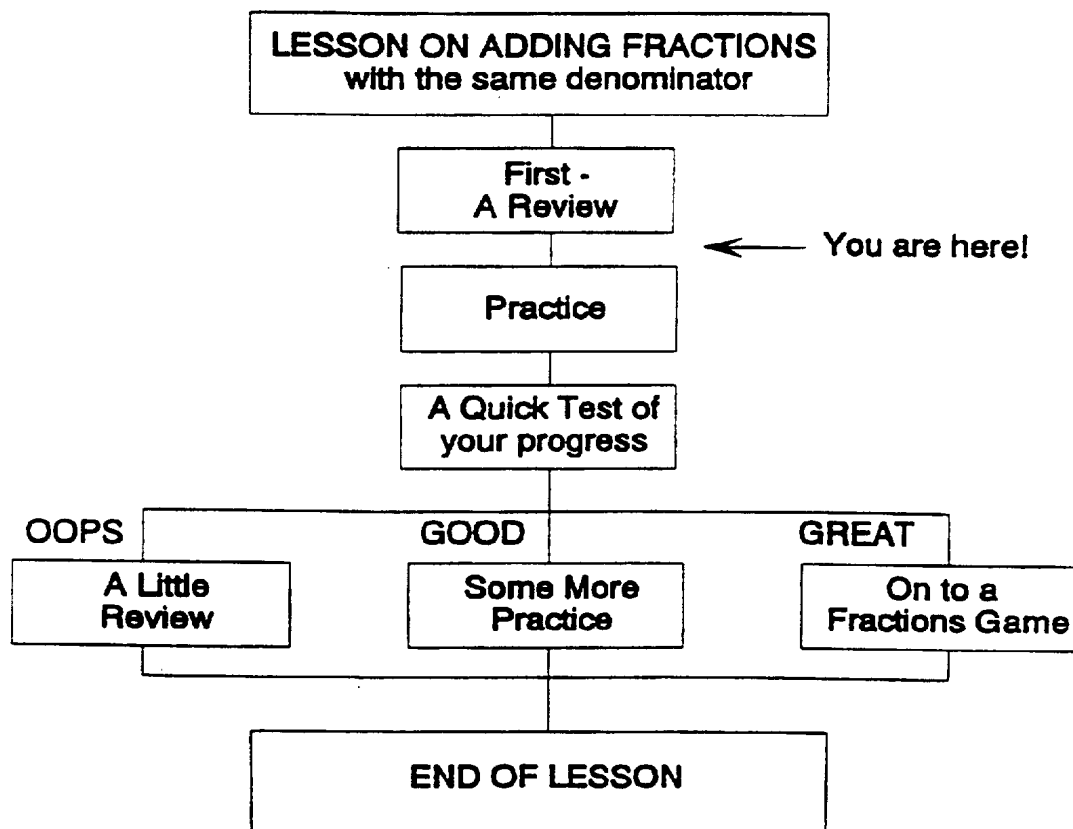 LESSON ON ADDING FRACTIONS
with the same denominator
First -
A Review
You are here!
Practice
A Quick Test of
your progress
OOPS
GOOD
GREAT
A Little
Review
Some More
Practice
On to a
Fractions Game
END OF LESSON